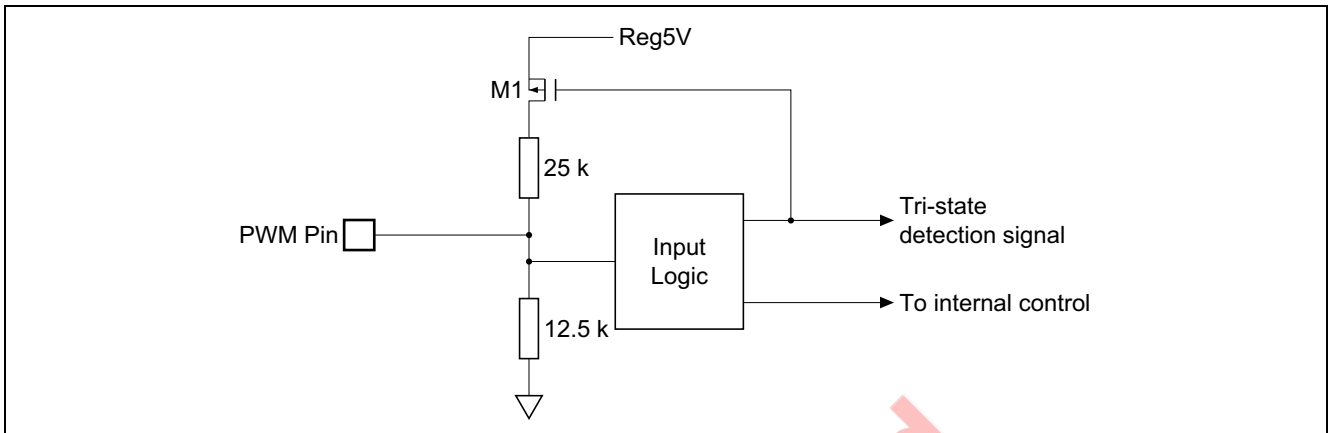 Reg5V
M1
25 k
PWM Pin
Input
Logic
Tri-state
detection signal
To internal control
12.5 k